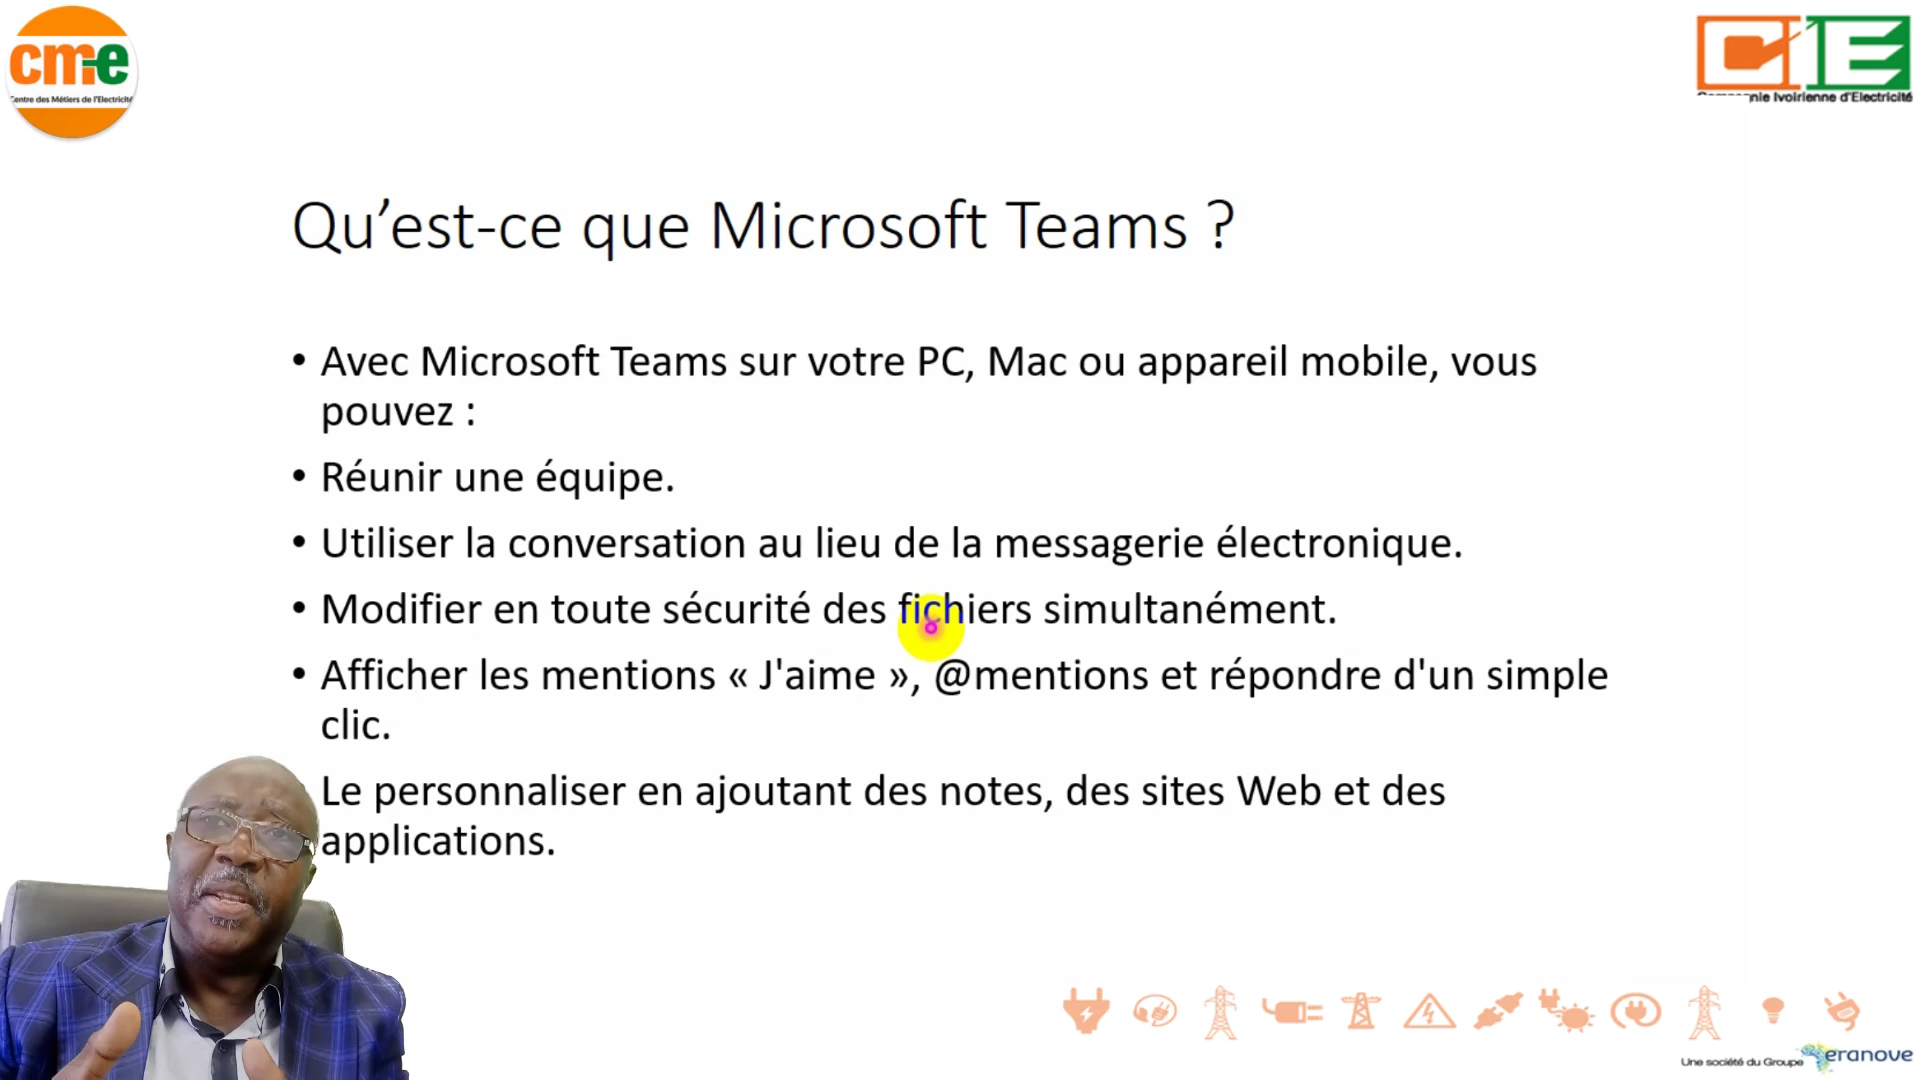 cme
Centre des Métiers de l'Electricité
CIE
Compagnie Ivoirienne d'Electricité
Qu'est-ce que Microsoft Teams ?
• Avec Microsoft Teams sur votre PC, Mac ou appareil mobile, vous
pouvez :
• Réunir une équipe.
• Utiliser la conversation au lieu de la messagerie électronique.
• Modifier en toute sécurité des fichiers simultanément.
• Afficher les mentions « J'aime », @mentions et répondre d'un simple
clic.
Le personnaliser en ajoutant des notes, des sites Web et des
applications.
Une société du Groupe eranove